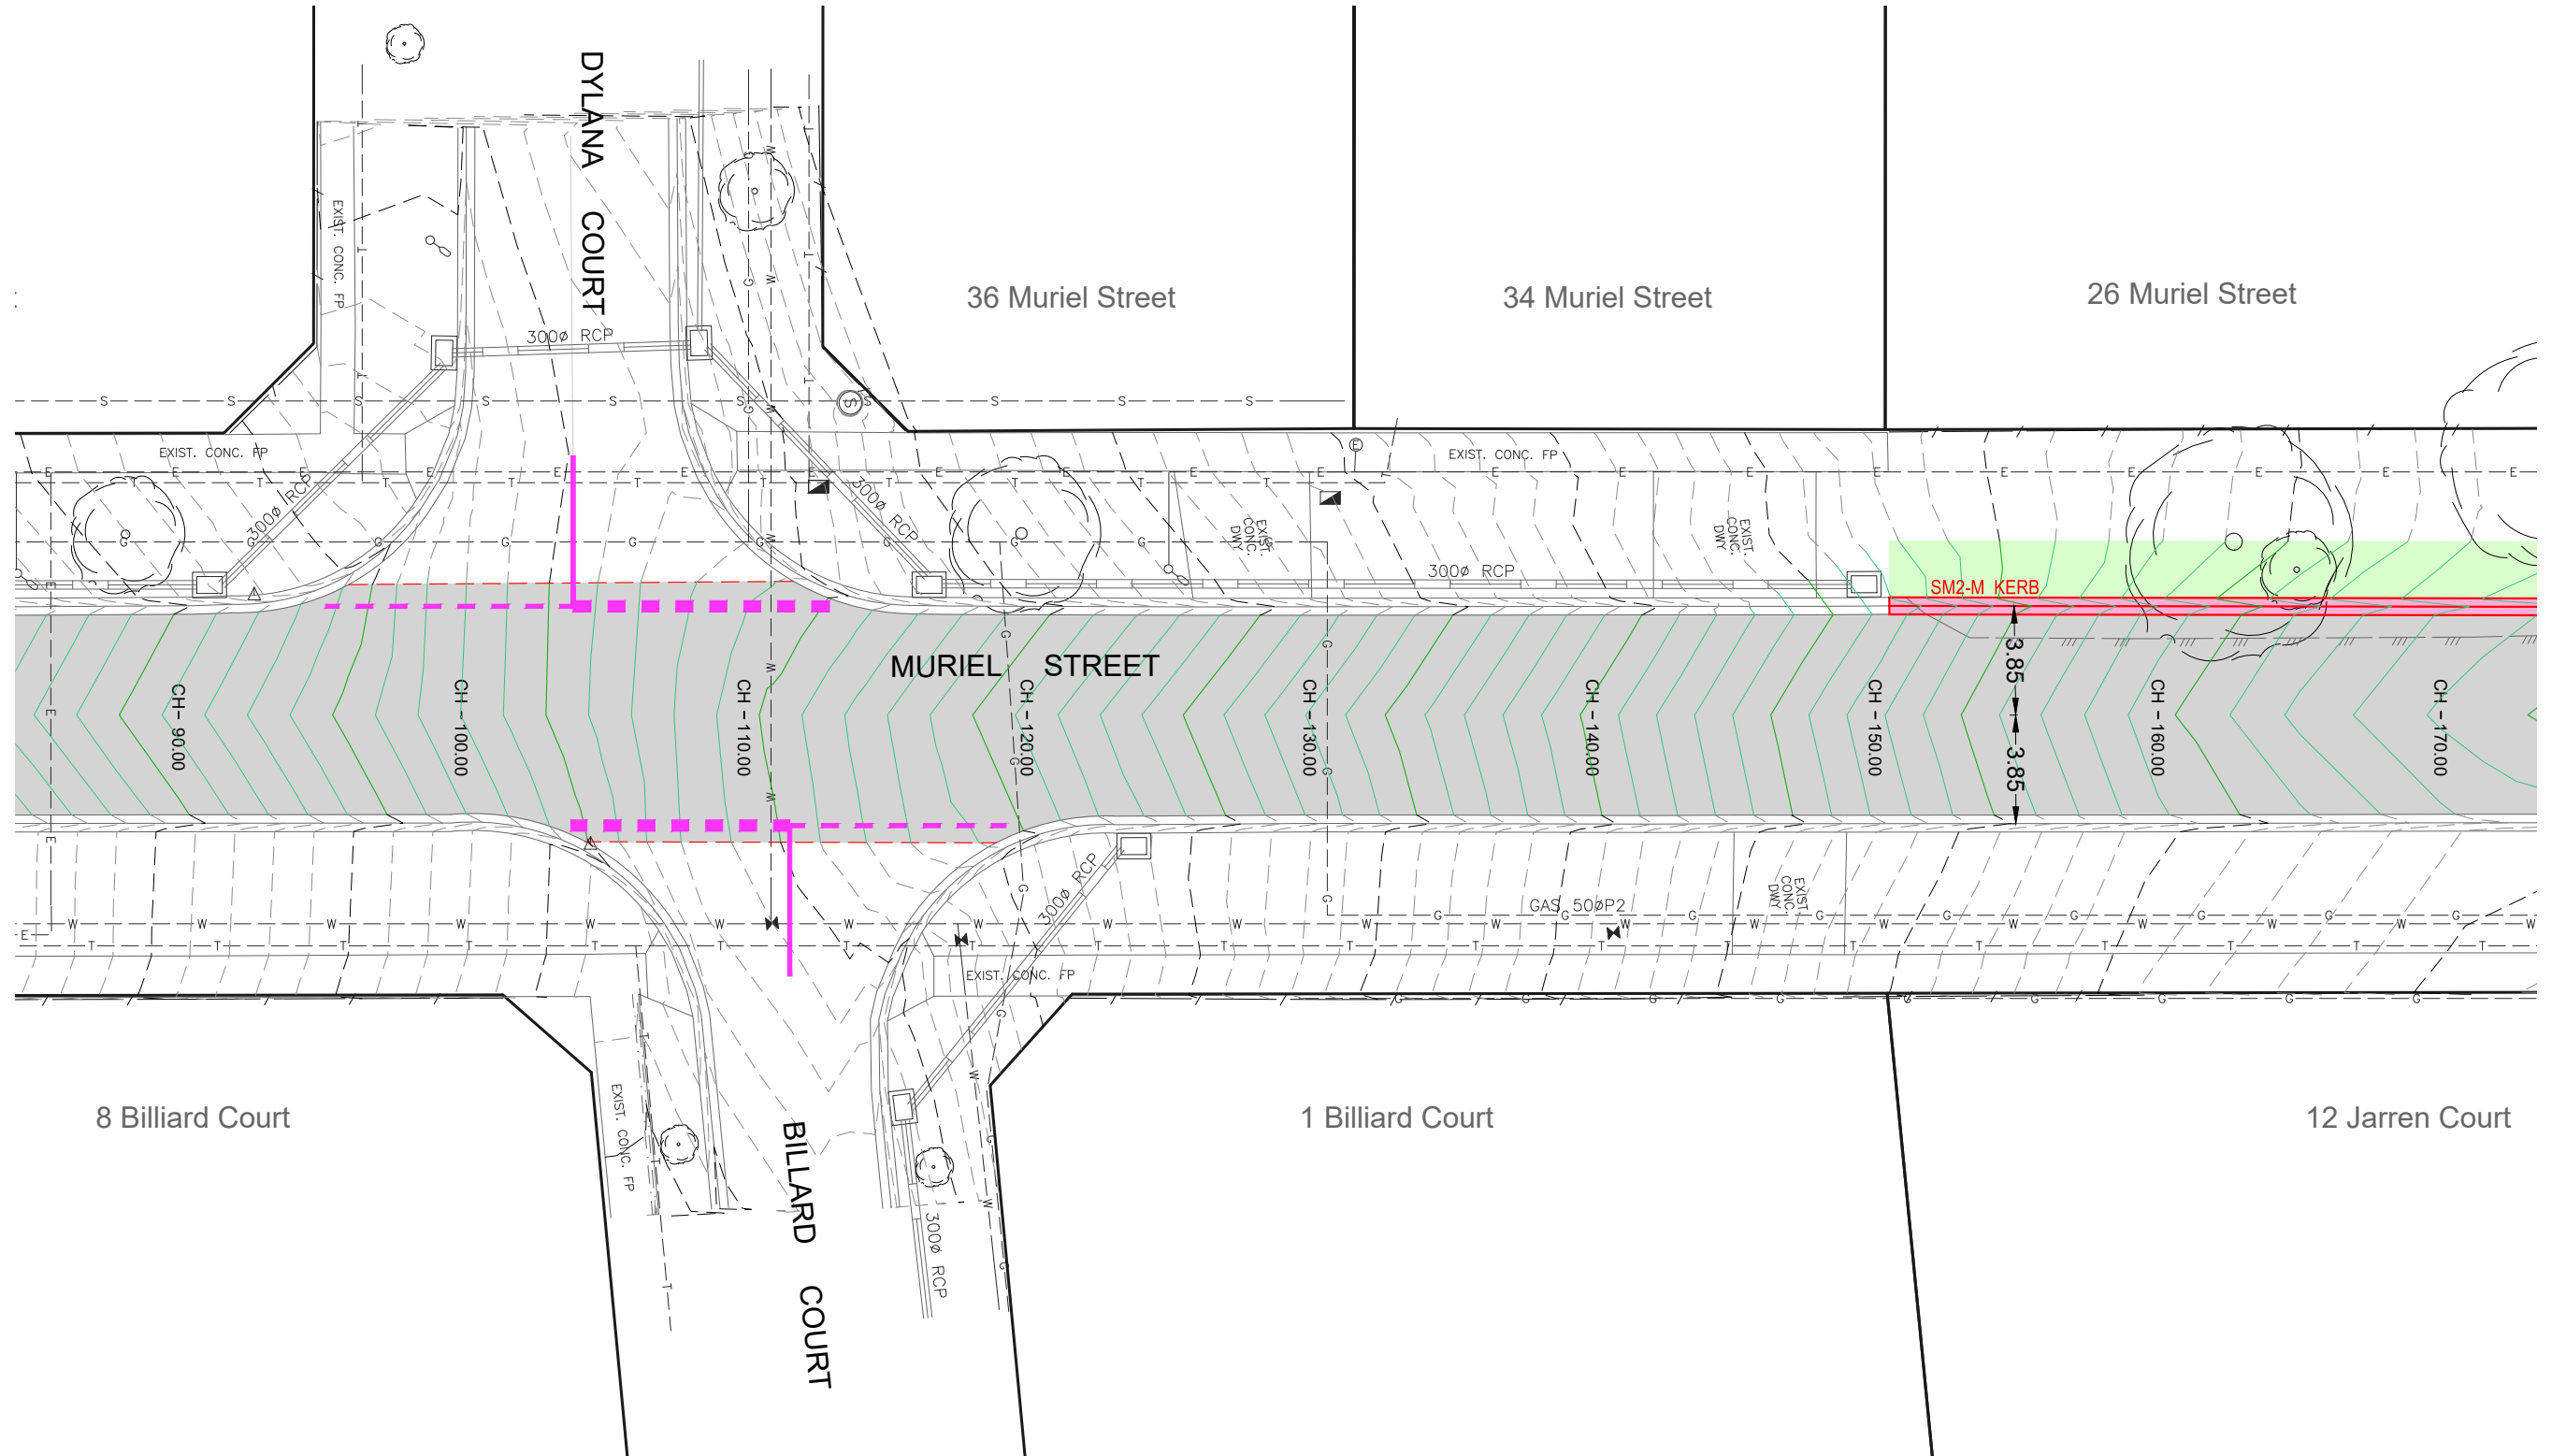 DYLANA COURT
EXIST. CONC. FP
300ø RCP
36 Muriel Street
34 Muriel Street
26 Muriel Street
EXIST. CONC. FP
300ø RCP
300ø RCP
EXIST. CONC. FP
EXIST.
CONC.
DWY
EXIST.
CONC.
DWY
300ø RCP
SM2-M KERB
MURIEL STREET
3.85
3.85
CH- 90.00
CH -100.00
CH -110.00
CH -120.00
CH -130.00
CH -140.00
CH -150.00
CH -160.00
CH -170.00
300ø RCP
GAS 50øP2
EXIST.
CONC.
DWY
EXIST. CONC. FP
EXIST. CONC. FP
8 Billiard Court
BILLARD COURT
300ø RCP
1 Billiard Court
12 Jarren Court